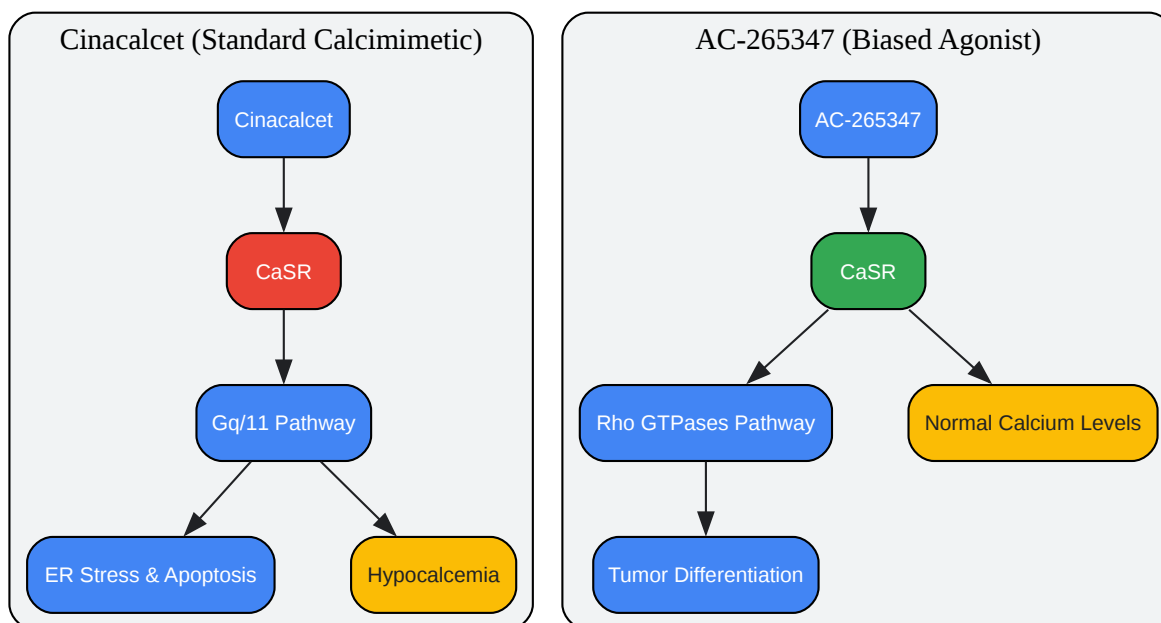 Cinacalcet (Standard Calcimimetic)
Cinacalcet
CaSR
Gq/11 Pathway
ER Stress & Apoptosis
Hypocalcemia
AC-265347 (Biased Agonist)
AC-265347
CaSR
Rho GTPases Pathway
Normal Calcium Levels
Tumor Differentiation